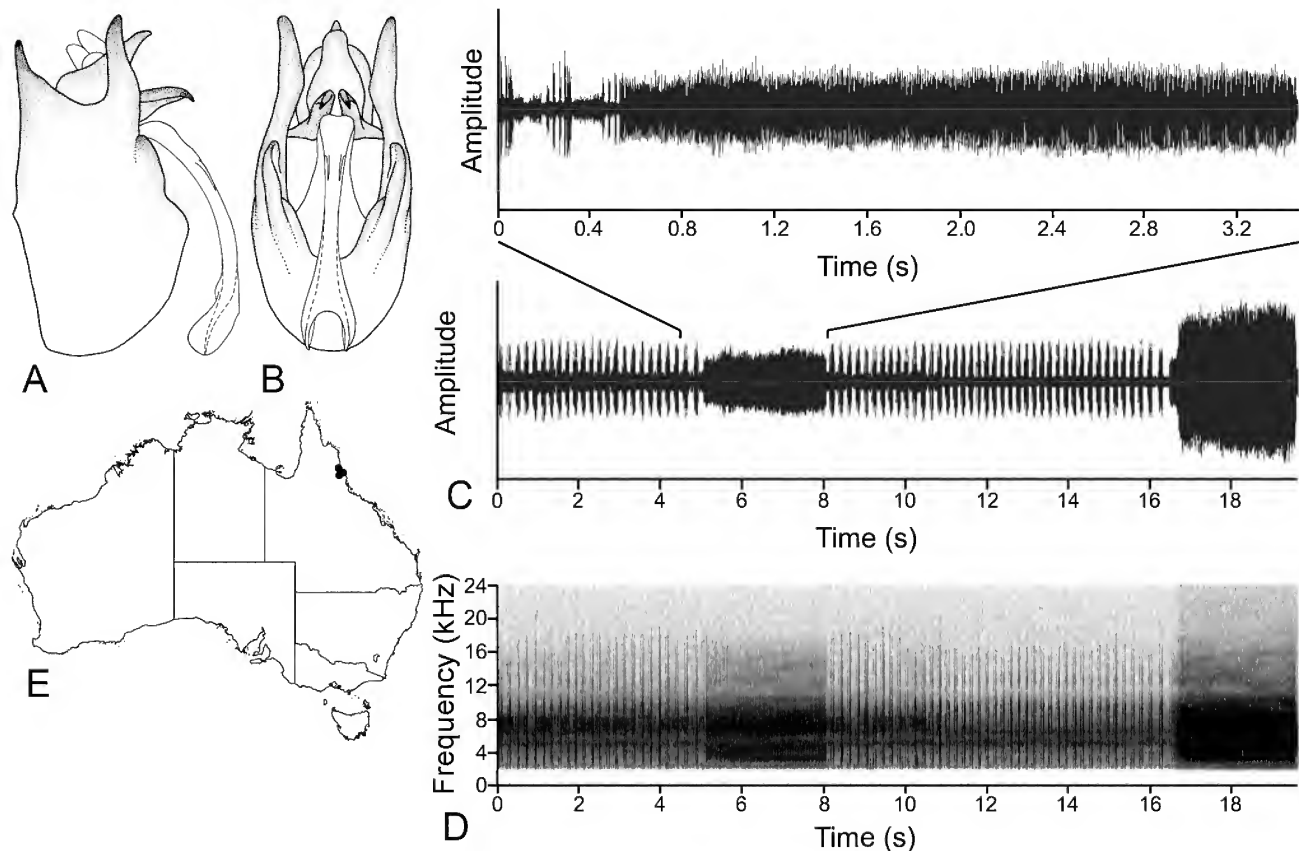 A
B
Amplitude
0 0.4 0.8 1.2 1.6 2.0 2.4 2.8 3.2
Time (s)
Amplitude
C
0 2 4 6 8 10 12 14 16 18
Time (s)
Frequency (kHz)
24
20
16
12
8
4
0
D
0 2 4 6 8 10 12 14 16 18
Time (s)
E